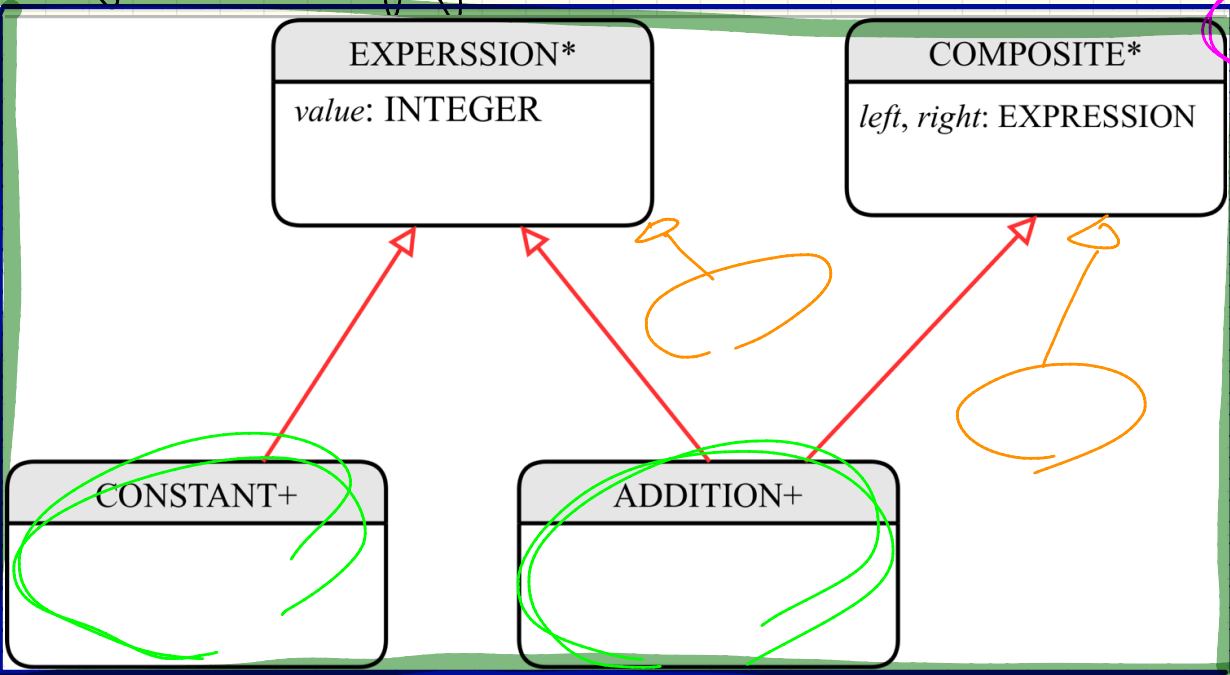 EXPERSSION*
value: INTEGER
COMPOSITE*
left, right: EXPRESSION
CONSTANT+
ADDITION+